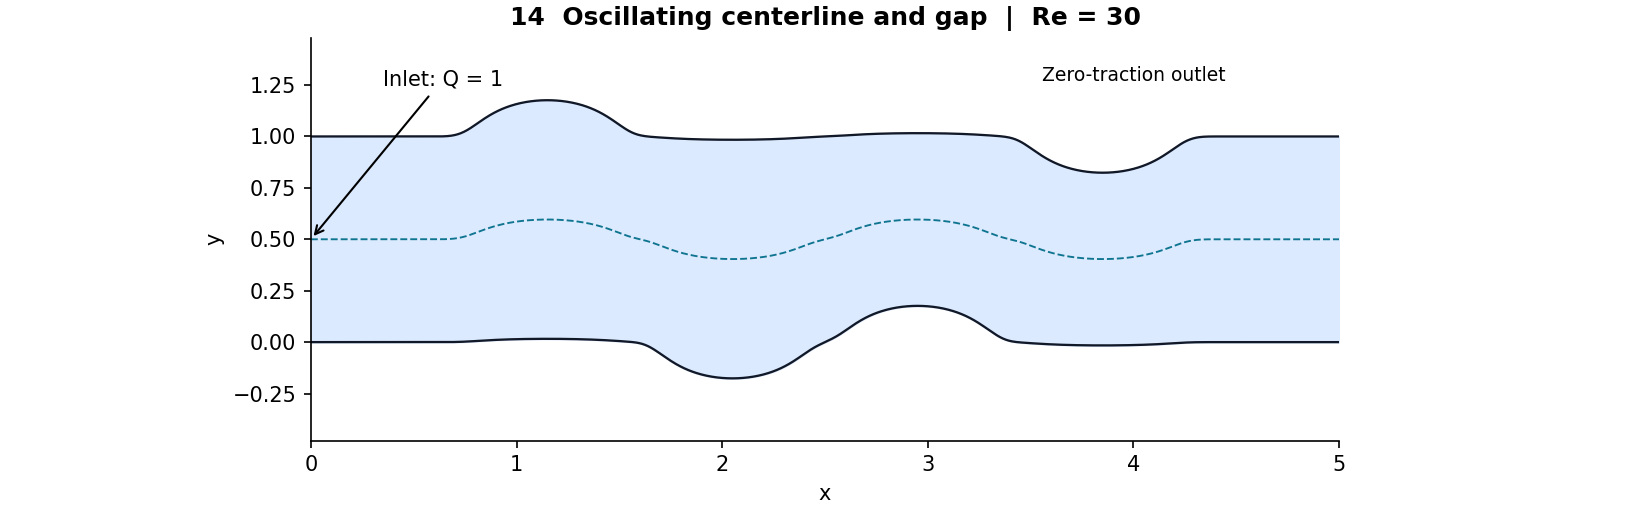 14 Oscillating centerline and gap | Re = 30
Inlet: Q = 1
Zero-traction outlet
1.25
1.00
0.75
0.50
0.25
0.00
−0.25
y
0 1 2 3 4 5
x